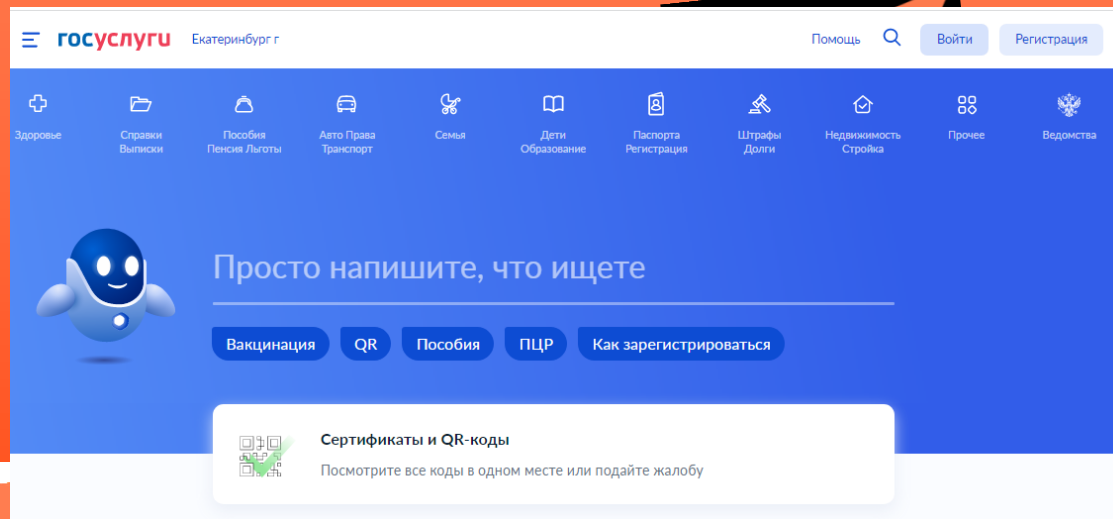 госуслуги Екатеринбург г Помощь Войти Регистрация
Здоровье
Справки
Выписки
Пособия
Пенсия Льготы
Авто Права
Транспорт
Семья
Дети
Образование
Паспорта
Регистрация
Штрафы
Долги
Недвижимость
Стройка
Прочее
Ведомства
Просто напишите, что ищете
Вакцинация QR Пособия ПЦР Как зарегистрироваться
Сертификаты и QR-коды
Посмотрите все коды в одном месте или подайте жалобу